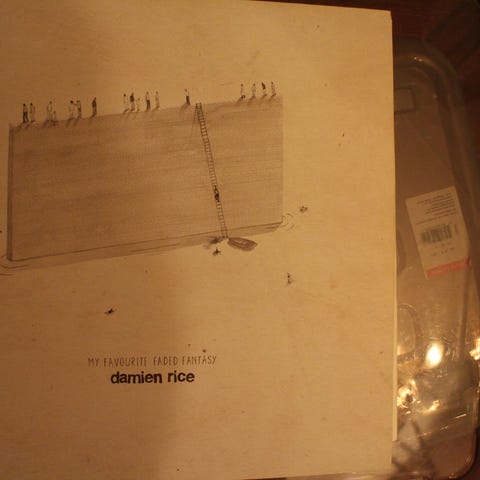 MY FAVOURITE FADED FANTASY
damien rice